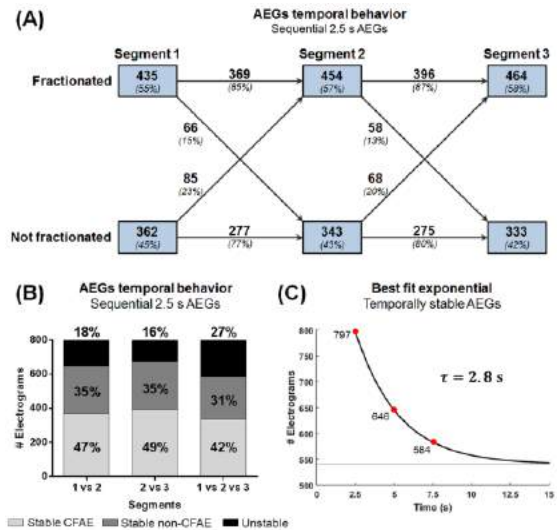 (A)
AEGs temporal behavior
Sequential 2.5 s AEGs
Segment 1 Segment 2 Segment 3
Fractionated 435 (55%) 369 (85%) 454 (57%) 396 (87%) 464 (58%)
66 (15%) 58 (13%)
85 (23%) 68 (20%)
Not fractionated 362 (45%) 277 (77%) 343 (43%) 275 (80%) 333 (42%)
(B)
AEGs temporal behavior
Sequential 2.5 s AEGs
# Electrograms
800
600
400
200
0
18% 16% 27%
35% 35% 31%
47% 49% 42%
1 vs 2 2 vs 3 1 vs 2 vs 3
Segments
Stable CFAE Stable non-CFAE Unstable
(C)
Best fit exponential
Temporally stable AEGs
# Electrograms
800
750
700
650
600
550
500
797
646
584
τ = 2.8 s
0 2.5 5 7.5 10 15
Time (s)